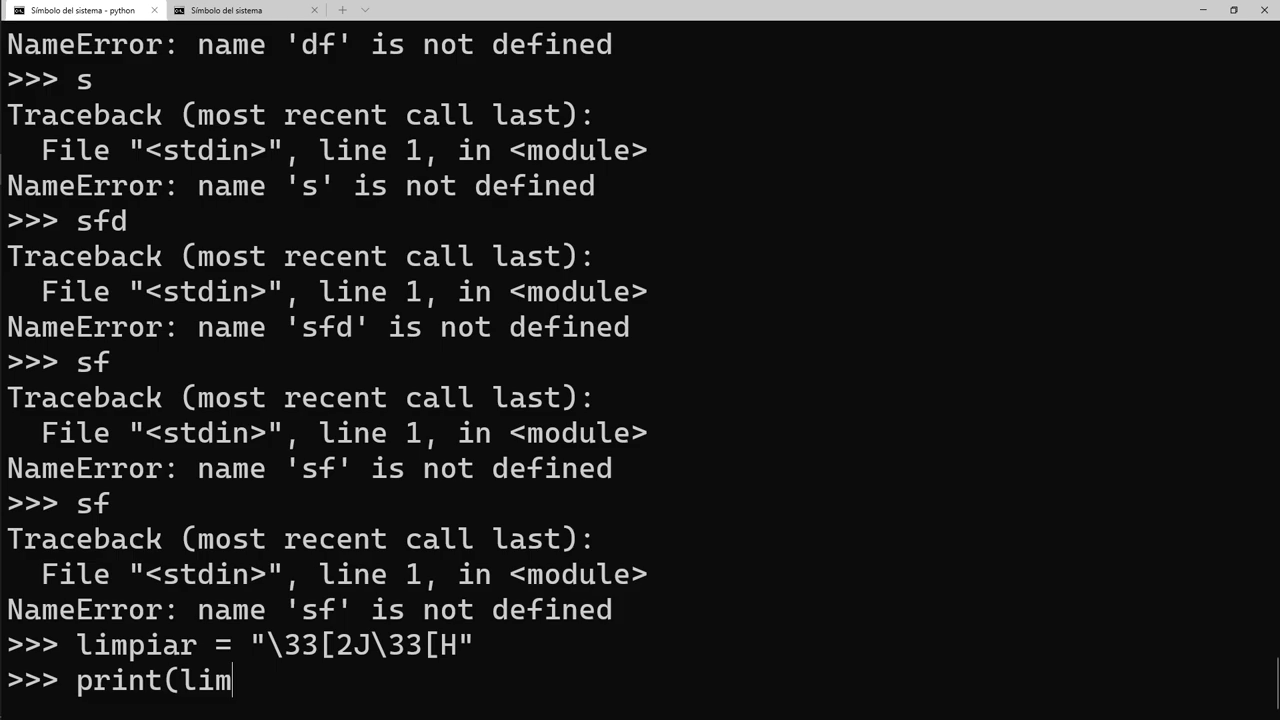 Símbolo del sistema - python
Símbolo del sistema
NameError: name 'df' is not defined
>>> s
Traceback (most recent call last):
  File "<stdin>", line 1, in <module>
NameError: name 's' is not defined
>>> sfd
Traceback (most recent call last):
  File "<stdin>", line 1, in <module>
NameError: name 'sfd' is not defined
>>> sf
Traceback (most recent call last):
  File "<stdin>", line 1, in <module>
NameError: name 'sf' is not defined
>>> sf
Traceback (most recent call last):
  File "<stdin>", line 1, in <module>
NameError: name 'sf' is not defined
>>> limpiar = "\33[2J\33[H"
>>> print(lim